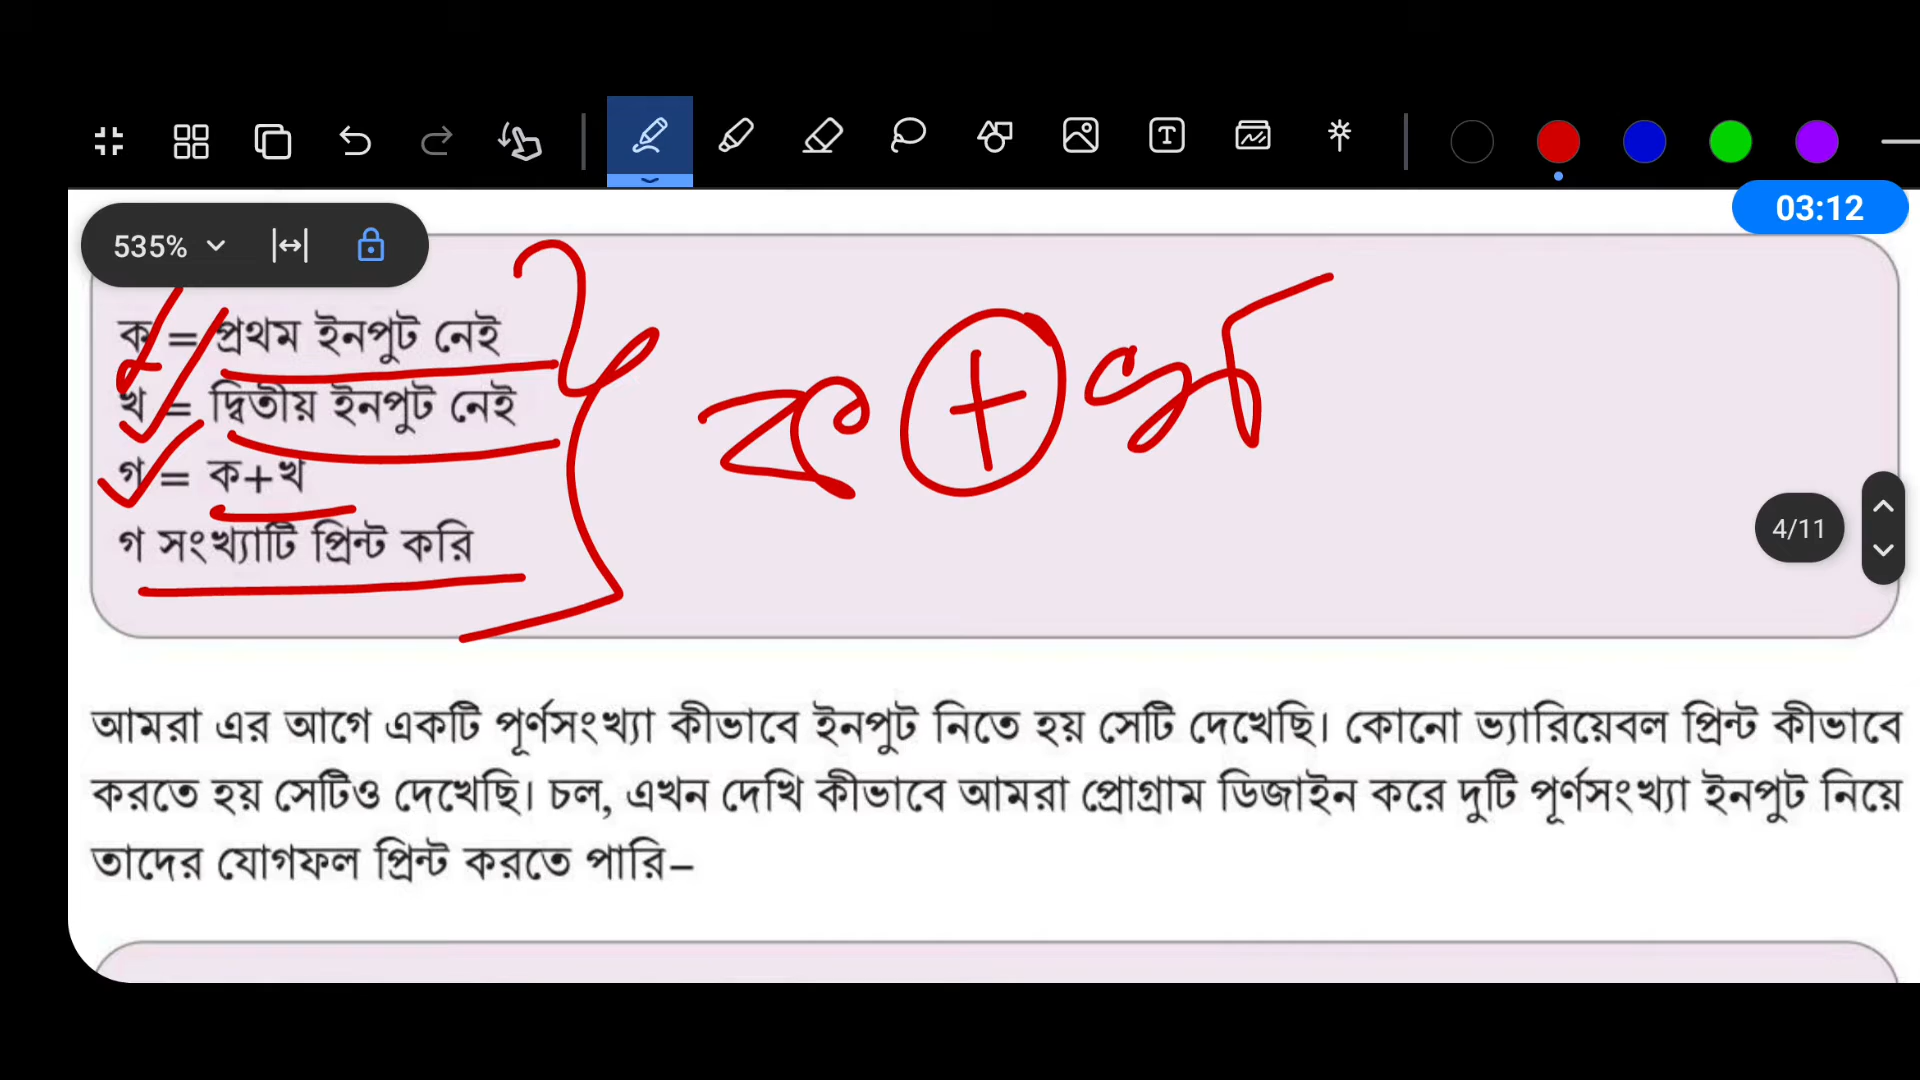 03:12
535%
ক = প্রথম ইনপুট নেই
খ = দ্বিতীয় ইনপুট নেই
গ = ক+খ
গ সংখ্যাটি প্রিন্ট করি
ক + খ
4/11
আমরা এর আগে একটি পূর্ণসংখ্যা কীভাবে ইনপুট নিতে হয় সেটি দেখেছি। কোনো ভ্যারিয়েবল প্রিন্ট কীভাবে
করতে হয় সেটিও দেখেছি। চল, এখন দেখি কীভাবে আমরা প্রোগ্রাম ডিজাইন করে দুটি পূর্ণসংখ্যা ইনপুট নিয়ে
তাদের যোগফল প্রিন্ট করতে পারি–